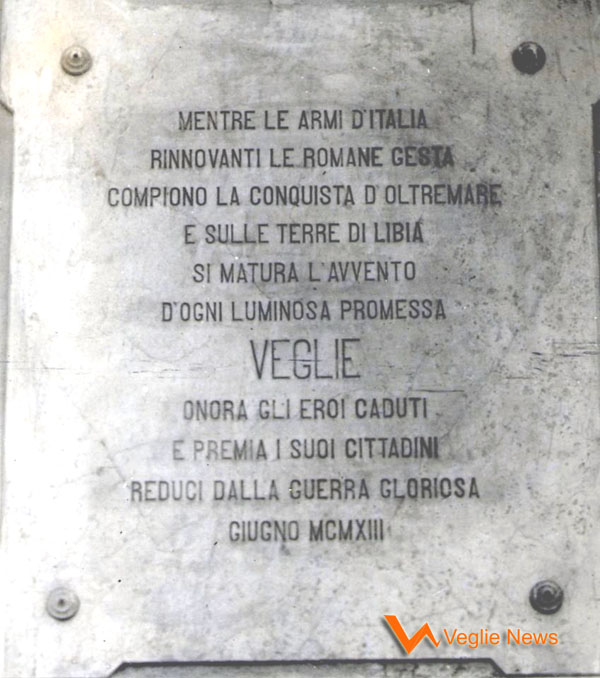 MENTRE LE ARMI D'ITALIA
RINNOVANTI LE ROMANE GESTA
COMPIONO LA CONQUISTA D'OLTREMARE
E SULLE TERRE DI LIBIA
SI MATURA L'AVVENTO
D'OGNI LUMINOSA PROMESSA
VEGLIE
ONORA GLI EROI CADUTI
E PREMIA I SUOI CITTADINI
REDUCI DALLA GUERRA GLORIOSA
GIUGNO MCMXIII
Veglie News